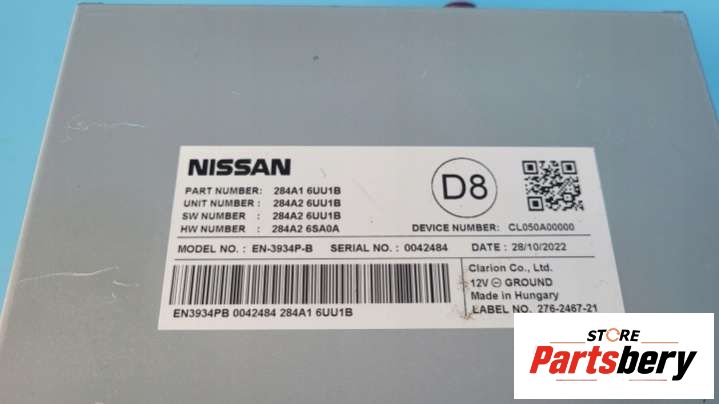 NISSAN
D8
PART NUMBER: 284A1 6UU1B
UNIT NUMBER : 284A2 6UU1B
SW NUMBER : 284A2 6UU1B
HW NUMBER : 284A2 6SA0A
DEVICE NUMBER: CL050A00000
MODEL NO. : EN-3934P-B SERIAL NO. : 0042484 DATE : 28/10/2022
Clarion Co., Ltd.
12V ⊖ GROUND
Made in Hungary
LABEL NO. 276-2467-21
EN3934PB 0042484 284A1 6UU1B
STORE
Partsbery